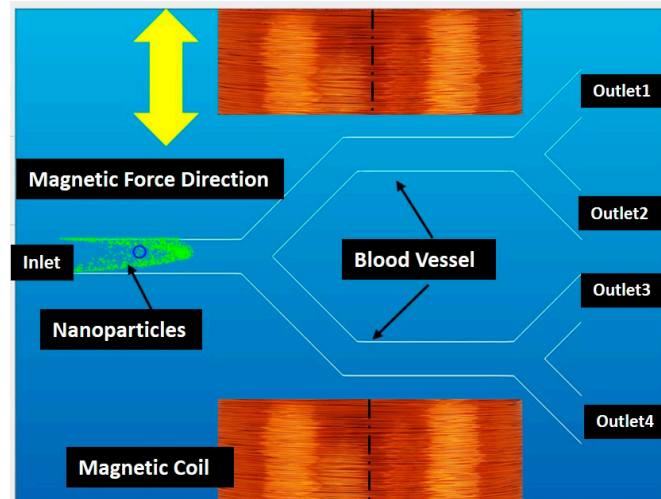 Outlet1
Magnetic Force Direction
Outlet2
Inlet
Blood Vessel
Outlet3
Nanoparticles
Outlet4
Magnetic Coil